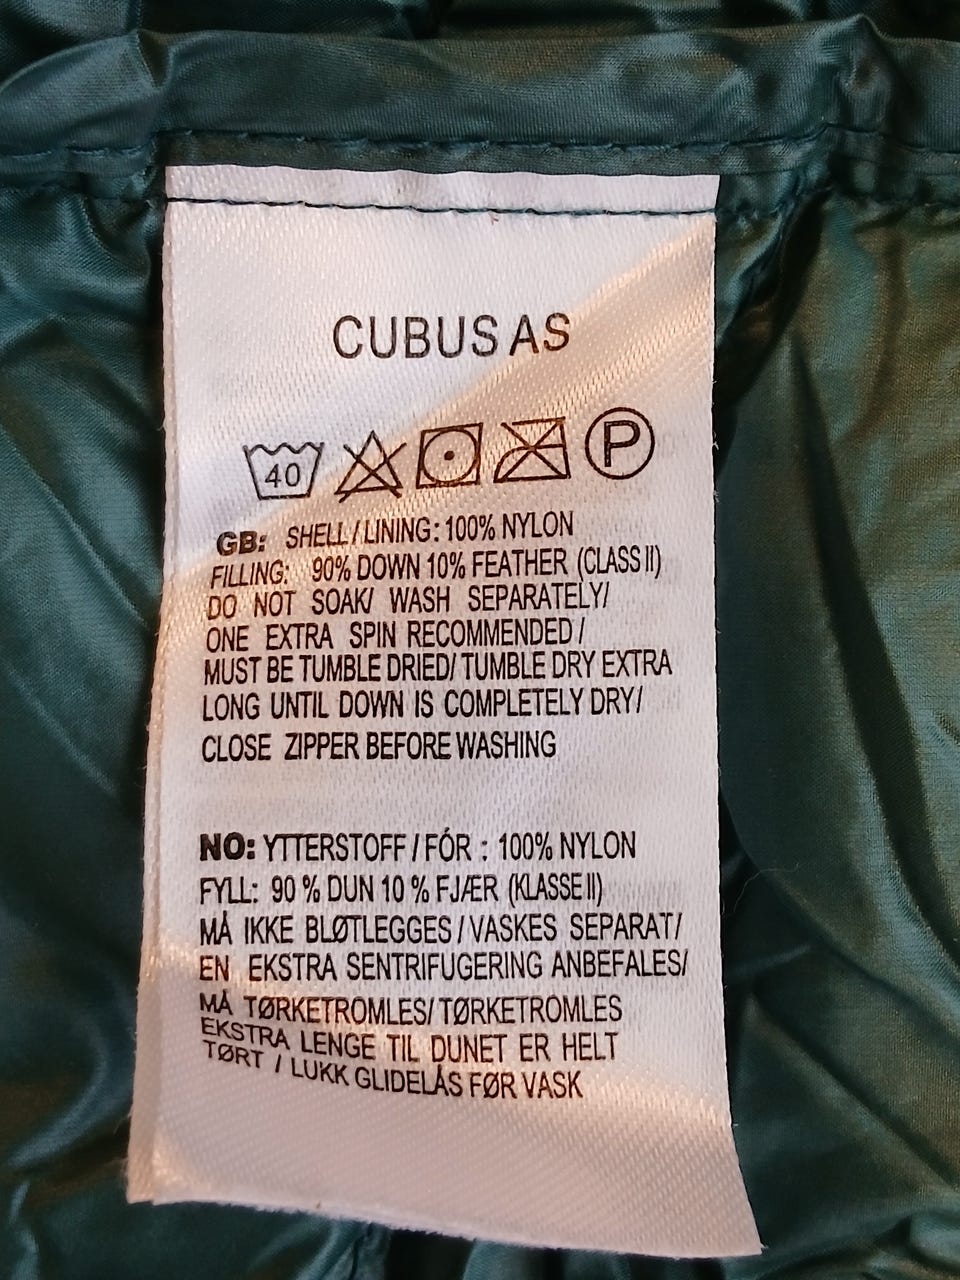 CUBUS AS
40 P
GB: SHELL / LINING: 100% NYLON
FILLING: 90% DOWN 10% FEATHER (CLASS II)
DO NOT SOAK/ WASH SEPARATELY/
ONE EXTRA SPIN RECOMMENDED /
MUST BE TUMBLE DRIED/ TUMBLE DRY EXTRA
LONG UNTIL DOWN IS COMPLETELY DRY/
CLOSE ZIPPER BEFORE WASHING
NO: YTTERSTOFF / FÓR : 100% NYLON
FYLL: 90 % DUN 10 % FJÆR (KLASSE II)
MÅ IKKE BLØTLEGGES / VASKES SEPARAT/
EN EKSTRA SENTRIFUGERING ANBEFALES/
MÅ TØRKETROMLES/ TØRKETROMLES
EKSTRA LENGE TIL DUNET ER HELT
TØRT / LUKK GLIDELÅS FØR VASK